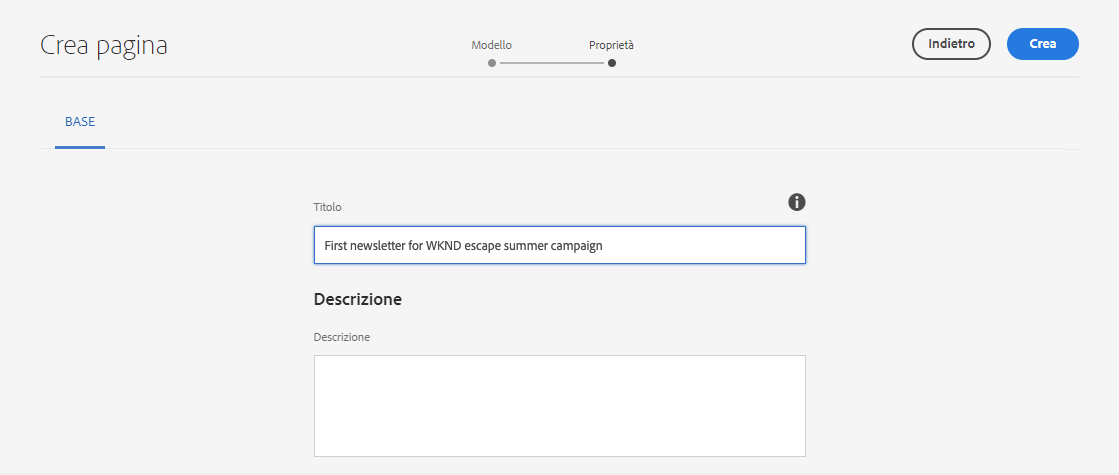 Crea pagina
Modello
Proprietà
Indietro
Crea
BASE
Titolo
First newsletter for WKND escape summer campaign
Descrizione
Descrizione